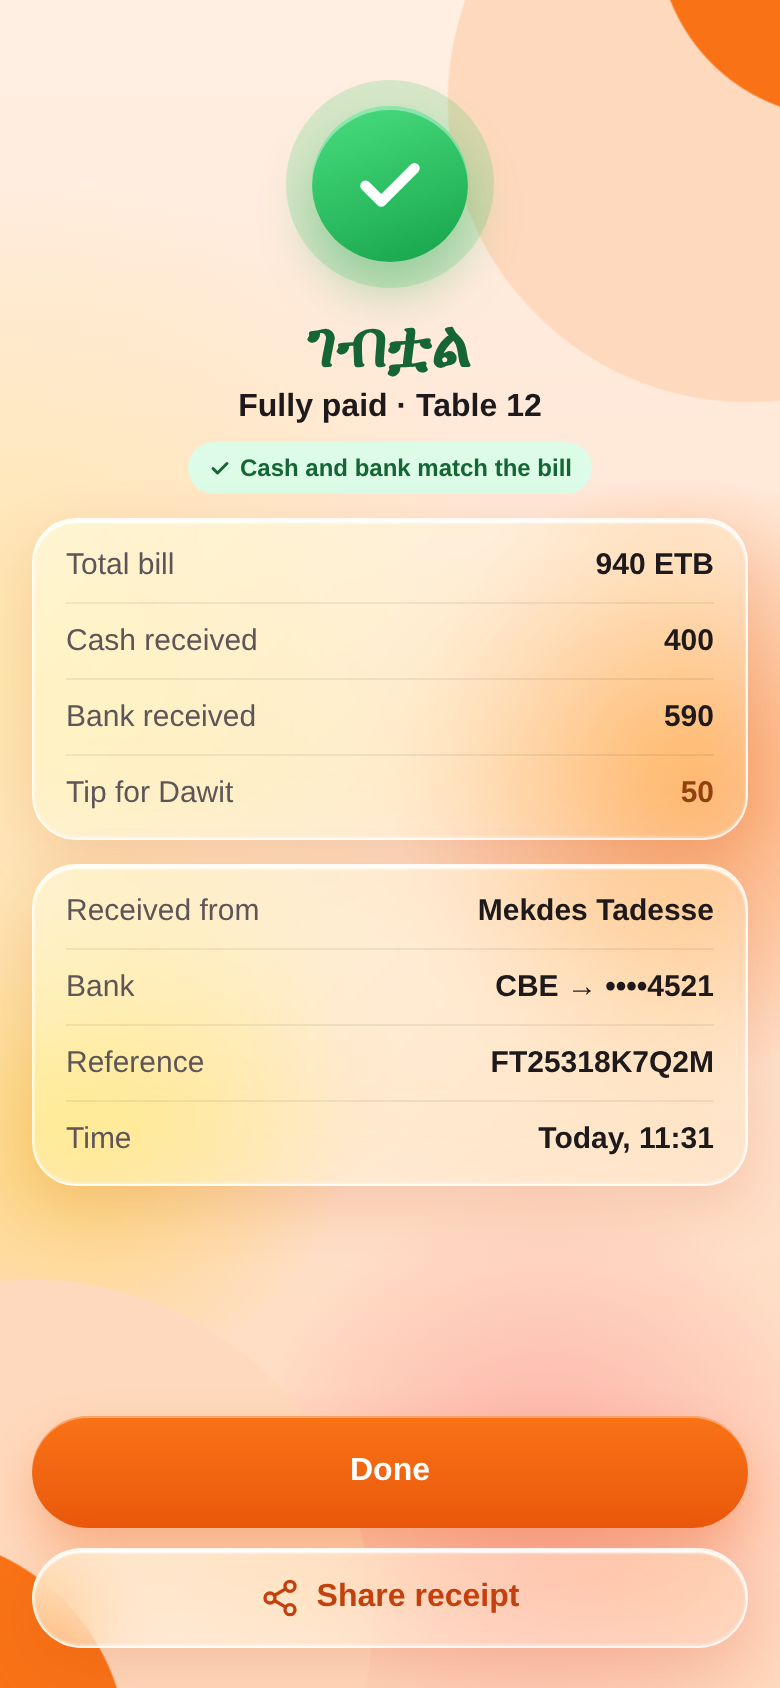 ገብቷል
Fully paid · Table 12
Cash and bank match the bill
Total bill 940 ETB
Cash received 400
Bank received 590
Tip for Dawit 50
Received from Mekdes Tadesse
Bank CBE → ••••4521
Reference FT25318K7Q2M
Time Today, 11:31
Done
Share receipt